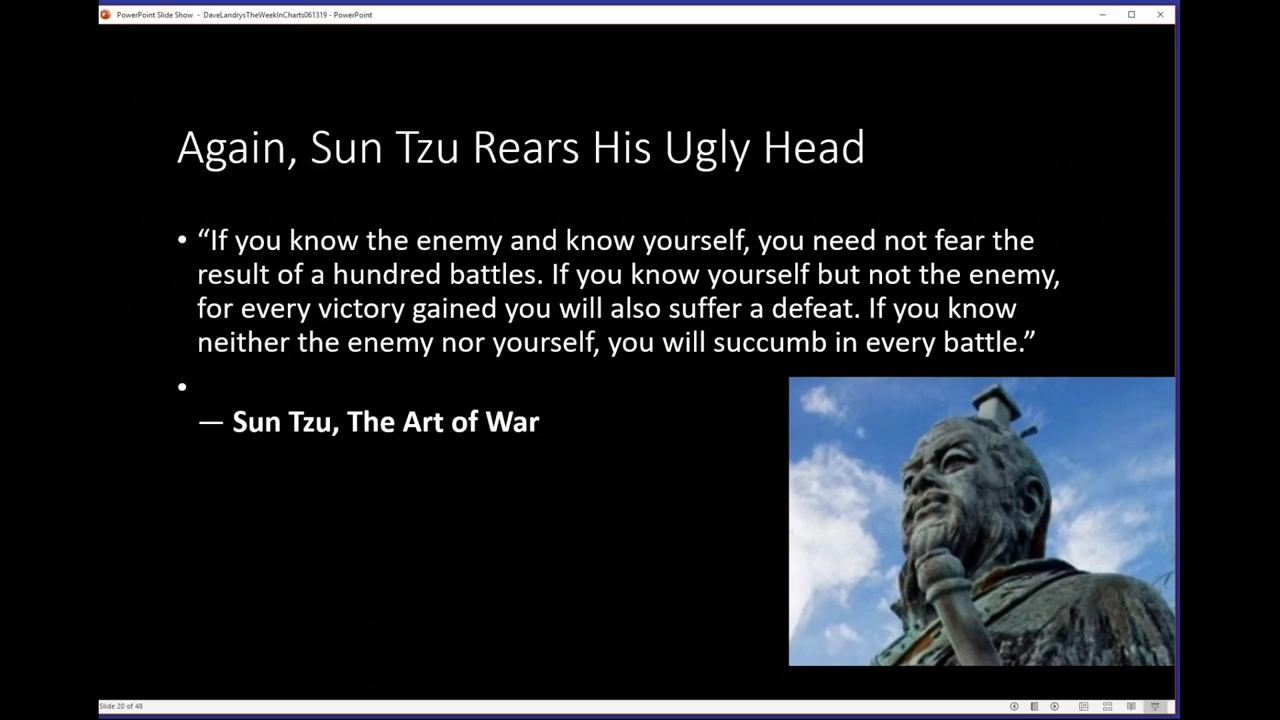 PowerPoint Slide Show - DaveLandrysTheWeekInCharts061319 - PowerPoint
Again, Sun Tzu Rears His Ugly Head
• “If you know the enemy and know yourself, you need not fear the
result of a hundred battles. If you know yourself but not the enemy,
for every victory gained you will also suffer a defeat. If you know
neither the enemy nor yourself, you will succumb in every battle.”
•
— Sun Tzu, The Art of War
Slide 20 of 48